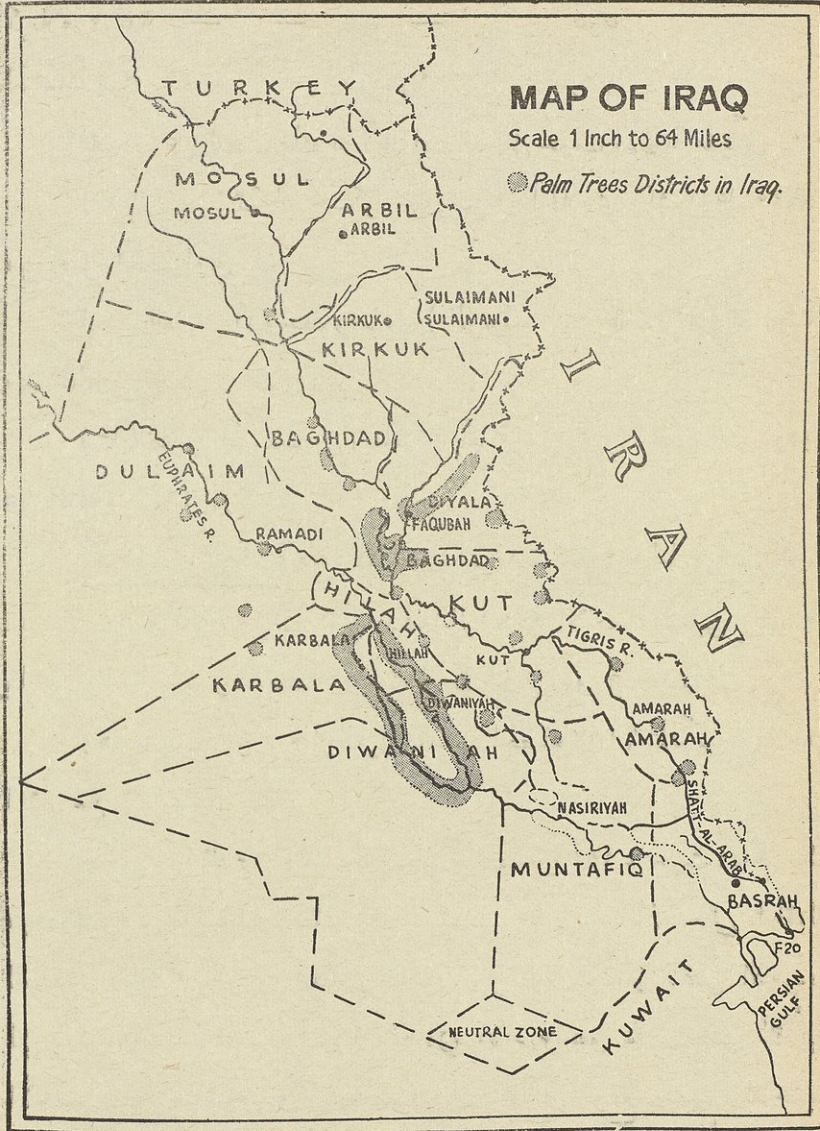 MAP OF IRAQ
Scale 1 Inch to 64 Miles
Palm Trees Districts in Iraq.
TURKEY
MOSUL
MOSUL
ARBIL
ARBIL
SULAIMANI
SULAIMANI
KIRKUK
KIRKUK
IRAN
BAGHDAD
DULAIM
EUPHRATES R.
DIYALA
FAQUBAH
RAMADI
BAGHDAD
HILLAH
KUT
KARBALA
HILLAH
KUT
TIGRIS R.
KARBALA
DIWANIYAH
AMARAH
AMARAH
DIWANIAH
NASIRIYAH
SHATT-AL-ARAB
MUNTAFIQ
BASRAH
F20
KUWAIT
PERSIAN
GULF
NEUTRAL ZONE